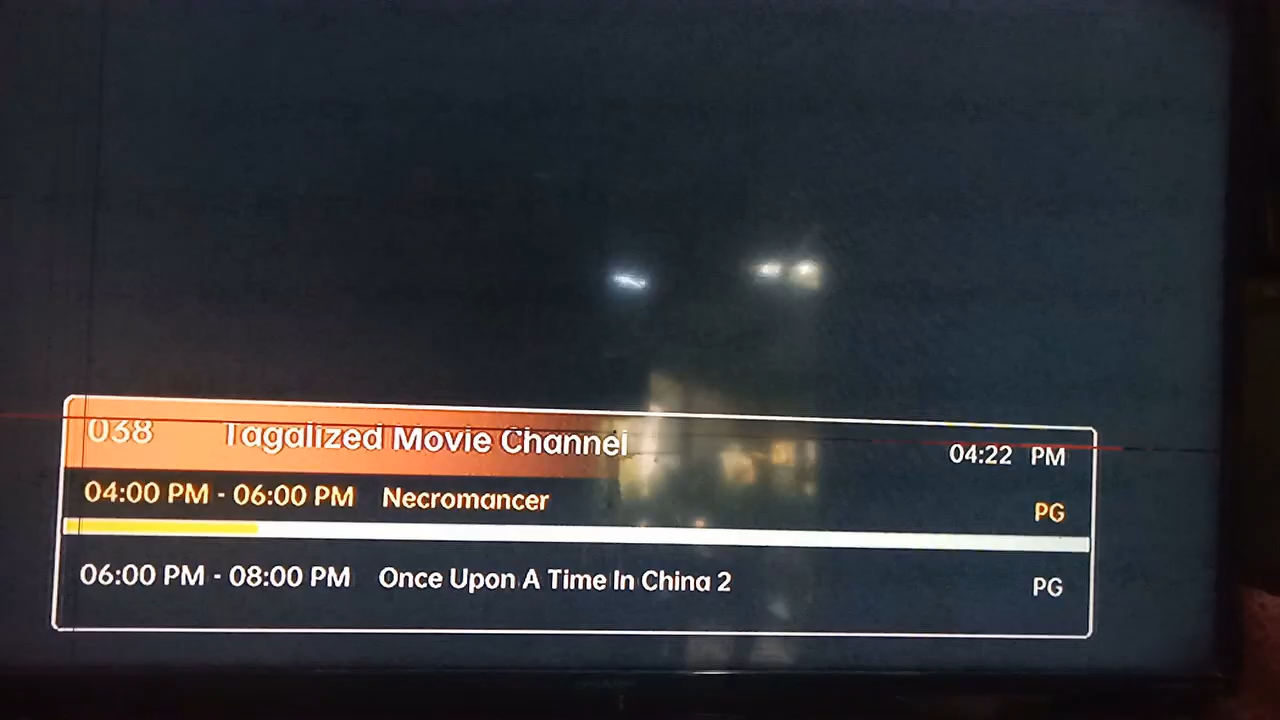 038 Tagalized Movie Channel 04:22 PM
04:00 PM - 06:00 PM Necromancer PG
06:00 PM - 08:00 PM Once Upon A Time In China 2 PG